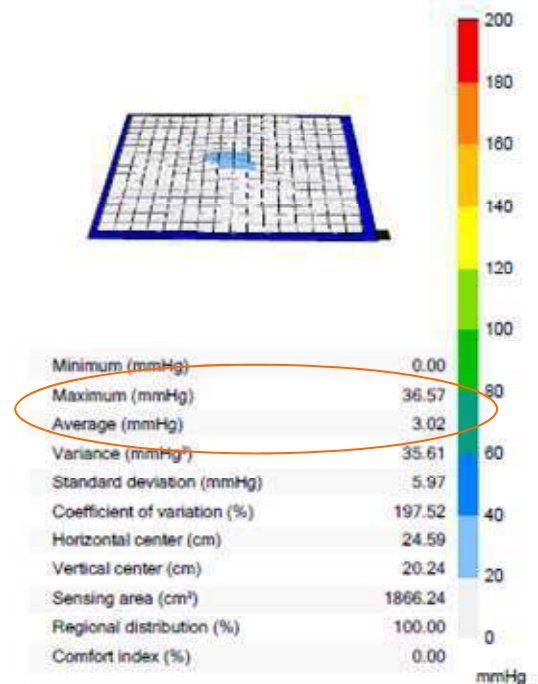 200
180
160
140
120
100
80
60
40
20
0
mmHg
Minimum (mmHg) 0.00
Maximum (mmHg) 36.57
Average (mmHg) 3.02
Variance (mmHg²) 35.61
Standard deviation (mmHg) 5.97
Coefficient of variation (%) 197.52
Horizontal center (cm) 24.59
Vertical center (cm) 20.24
Sensing area (cm²) 1866.24
Regional distribution (%) 100.00
Comfort index (%) 0.00